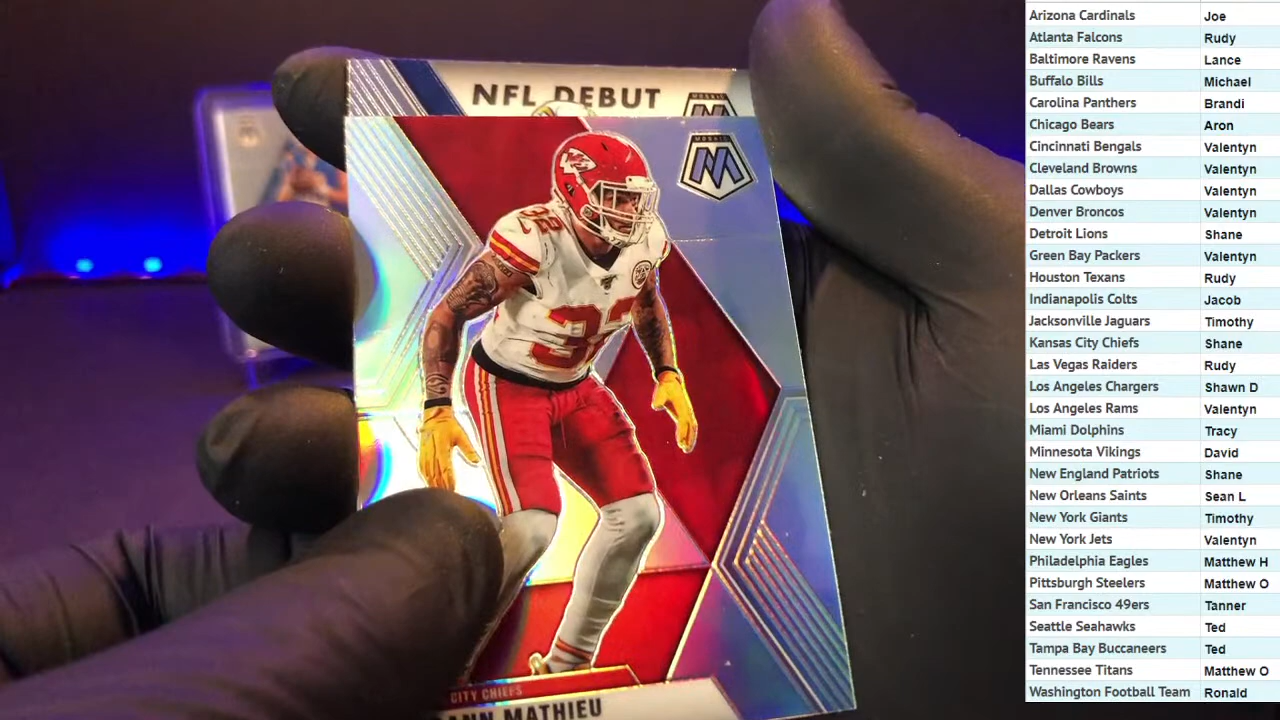 NFL DEBUT
MOSAIC
MOSAIC
32
32
CITY CHIEFS
ANN MATHIEU
Arizona Cardinals Joe
Atlanta Falcons Rudy
Baltimore Ravens Lance
Buffalo Bills Michael
Carolina Panthers Brandi
Chicago Bears Aron
Cincinnati Bengals Valentyn
Cleveland Browns Valentyn
Dallas Cowboys Valentyn
Denver Broncos Valentyn
Detroit Lions Shane
Green Bay Packers Valentyn
Houston Texans Rudy
Indianapolis Colts Jacob
Jacksonville Jaguars Timothy
Kansas City Chiefs Shane
Las Vegas Raiders Rudy
Los Angeles Chargers Shawn D
Los Angeles Rams Valentyn
Miami Dolphins Tracy
Minnesota Vikings David
New England Patriots Shane
New Orleans Saints Sean L
New York Giants Timothy
New York Jets Valentyn
Philadelphia Eagles Matthew H
Pittsburgh Steelers Matthew O
San Francisco 49ers Tanner
Seattle Seahawks Ted
Tampa Bay Buccaneers Ted
Tennessee Titans Matthew O
Washington Football Team Ronald